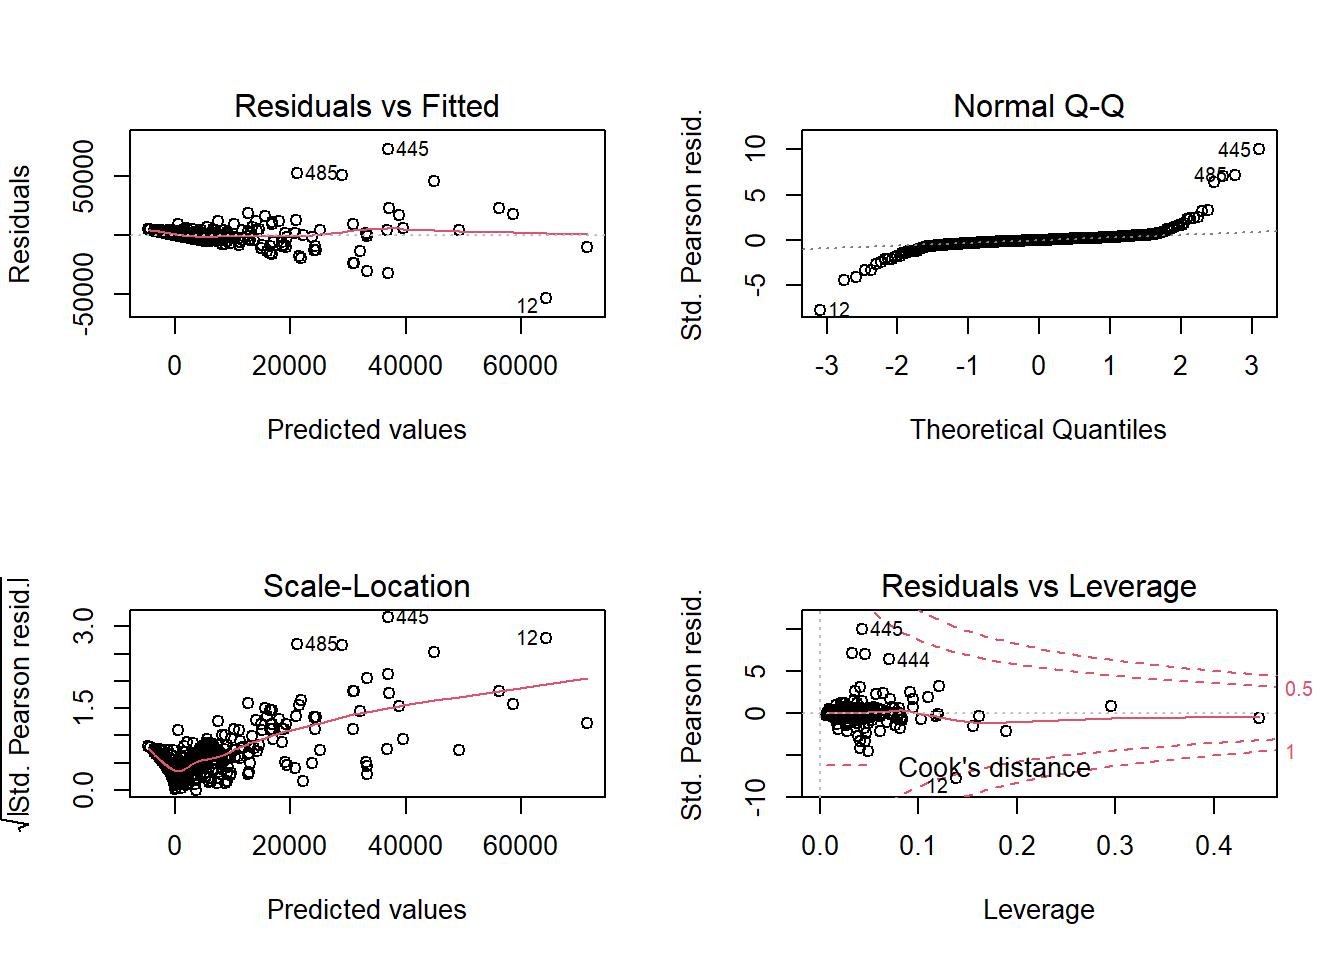 Residuals vs Fitted
Residuals
50000
-50000
445
485
12
0 20000 40000 60000
Predicted values
Normal Q-Q
Std. Pearson resid.
10
5
0
-5
445
485
12
-3 -2 -1 0 1 2 3
Theoretical Quantiles
Scale-Location
√|Std. Pearson resid.|
3.0
1.5
0.0
445
485
12
0 20000 40000 60000
Predicted values
Residuals vs Leverage
Std. Pearson resid.
5
0
-10
445
444
0.5
1
Cook's distance
12
0.0 0.1 0.2 0.3 0.4
Leverage